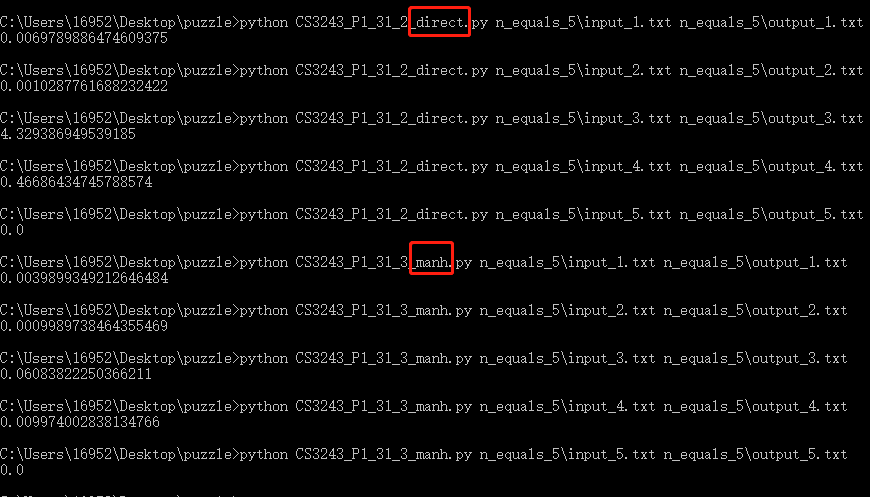 C:\Users\16952\Desktop\puzzle>python CS3243_P1_31_2_direct.py n_equals_5\input_1.txt n_equals_5\output_1.txt
0.0069789886474609375
C:\Users\16952\Desktop\puzzle>python CS3243_P1_31_2_direct.py n_equals_5\input_2.txt n_equals_5\output_2.txt
0.0010287761688232422
C:\Users\16952\Desktop\puzzle>python CS3243_P1_31_2_direct.py n_equals_5\input_3.txt n_equals_5\output_3.txt
4.329386949539185
C:\Users\16952\Desktop\puzzle>python CS3243_P1_31_2_direct.py n_equals_5\input_4.txt n_equals_5\output_4.txt
0.46686434745788574
C:\Users\16952\Desktop\puzzle>python CS3243_P1_31_2_direct.py n_equals_5\input_5.txt n_equals_5\output_5.txt
0.0
C:\Users\16952\Desktop\puzzle>python CS3243_P1_31_3_manh.py n_equals_5\input_1.txt n_equals_5\output_1.txt
0.0039899349212646484
C:\Users\16952\Desktop\puzzle>python CS3243_P1_31_3_manh.py n_equals_5\input_2.txt n_equals_5\output_2.txt
0.0009989738464355469
C:\Users\16952\Desktop\puzzle>python CS3243_P1_31_3_manh.py n_equals_5\input_3.txt n_equals_5\output_3.txt
0.06083822250366211
C:\Users\16952\Desktop\puzzle>python CS3243_P1_31_3_manh.py n_equals_5\input_4.txt n_equals_5\output_4.txt
0.009974002838134766
C:\Users\16952\Desktop\puzzle>python CS3243_P1_31_3_manh.py n_equals_5\input_5.txt n_equals_5\output_5.txt
0.0